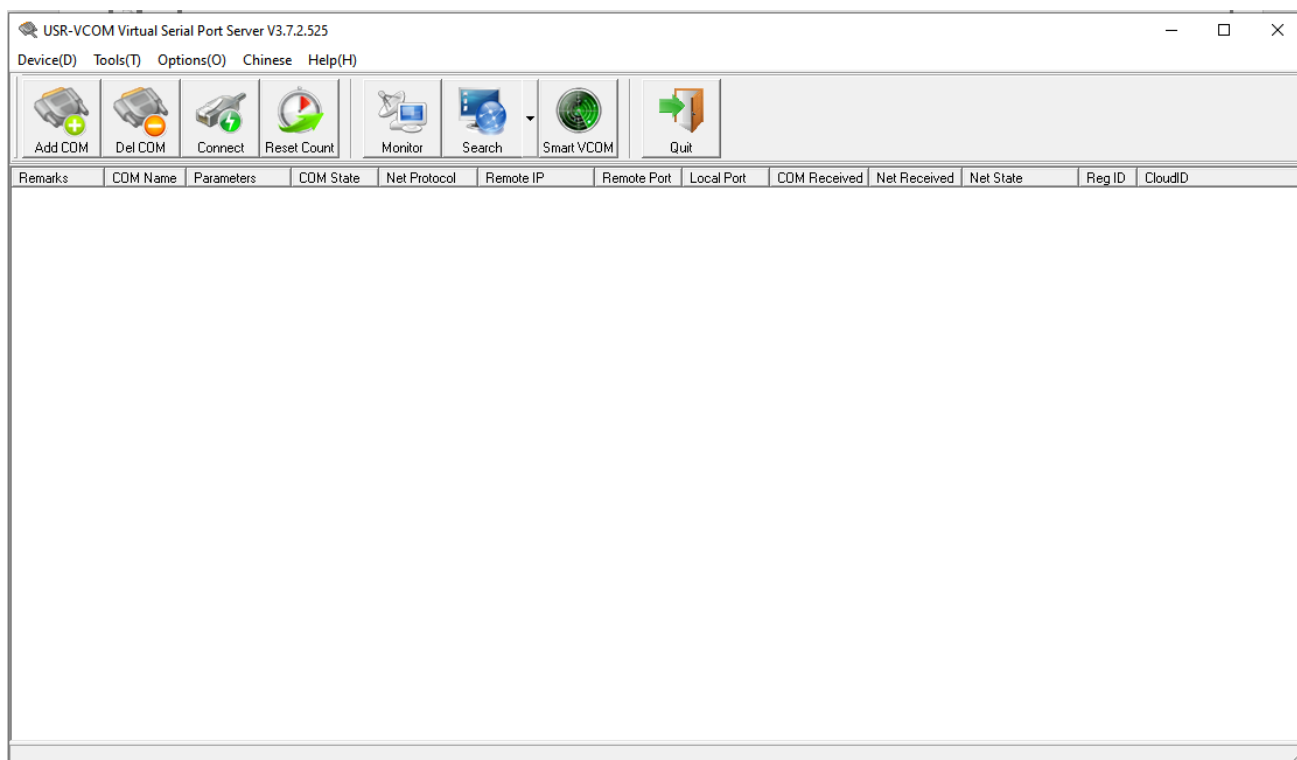 USR-VCOM Virtual Serial Port Server V3.7.2.525
Device(D) Tools(T) Options(O) Chinese Help(H)
Add COM Del COM Connect Reset Count Monitor Search Smart VCOM Quit
Remarks COM Name Parameters COM State Net Protocol Remote IP Remote Port Local Port COM Received Net Received Net State Reg ID CloudID